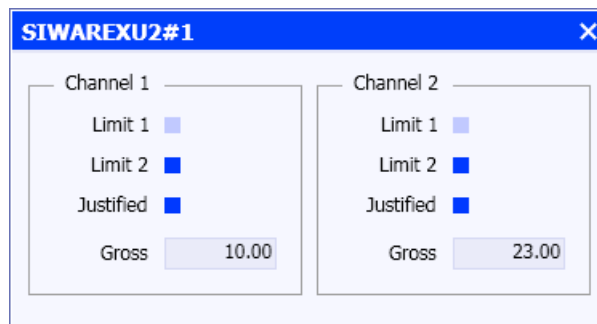 SIWAREXU2#1
Channel 1
Limit 1
Limit 2
Justified
Gross 10.00
Channel 2
Limit 1
Limit 2
Justified
Gross 23.00